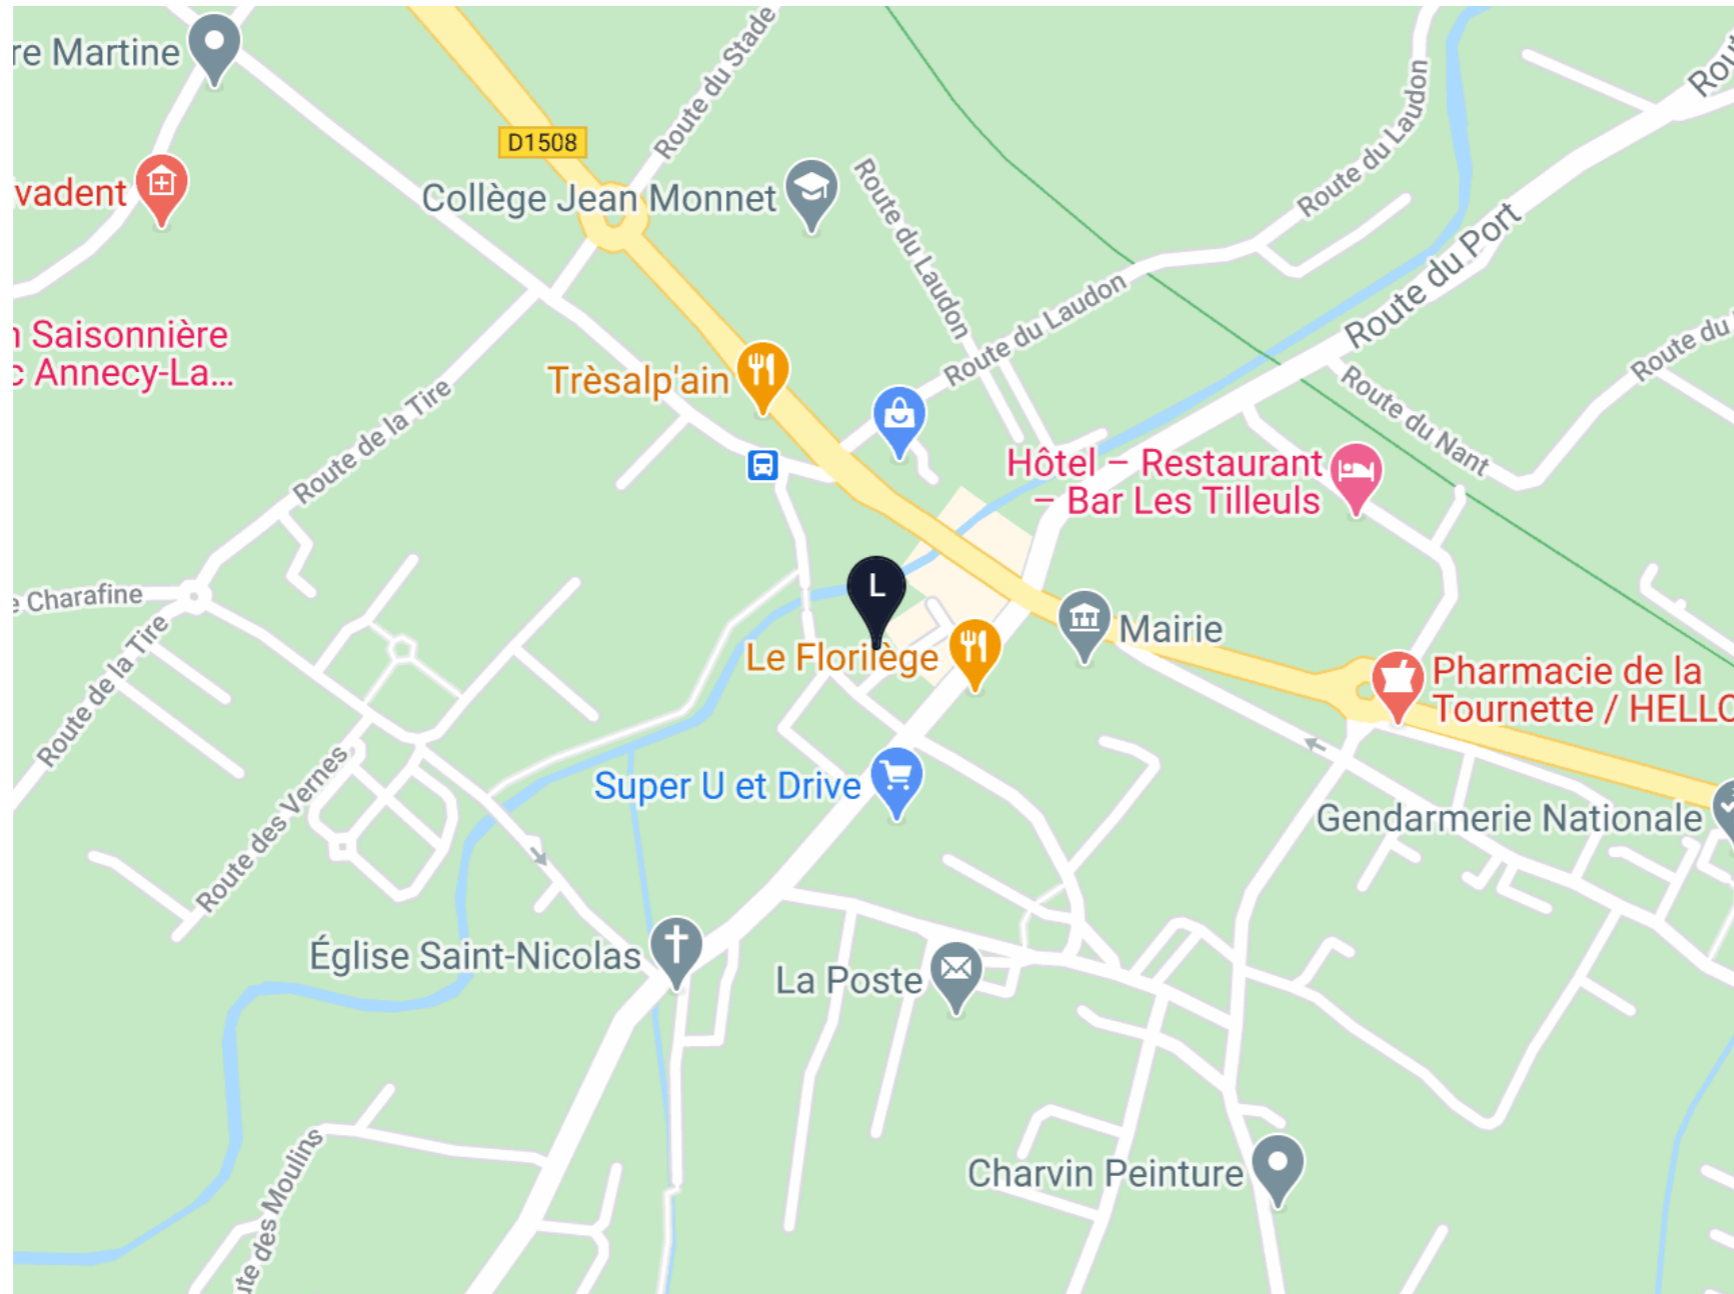 re Martine
Route du Stade
D1508
vadent
Collège Jean Monnet
Route du Laudon
Route du Laudon
Route du Port
Route du Laudon
Saisonnière
Annecy-La...
Trèsalp'ain
Route de la Tire
Route du Nant
Route du
Hôtel – Restaurant
– Bar Les Tilleuls
L
Charafine
Mairie
Le Florilège
Route de la Tire
Pharmacie de la
Tournette / HELLO
Super U et Drive
Route des Vernes
Gendarmerie Nationale
Église Saint-Nicolas
La Poste
Charvin Peinture
ute des Moulins